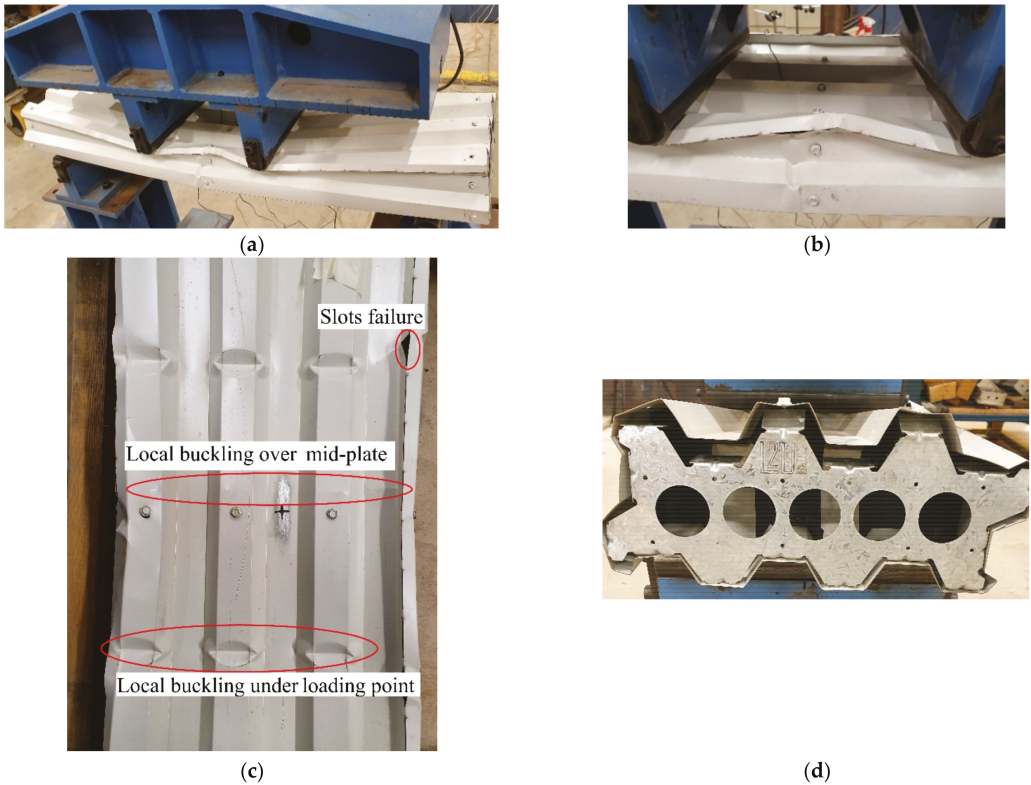 (a)
(b)
Slots failure
Local buckling over mid-plate
Local buckling under loading point
120
(c)
(d)